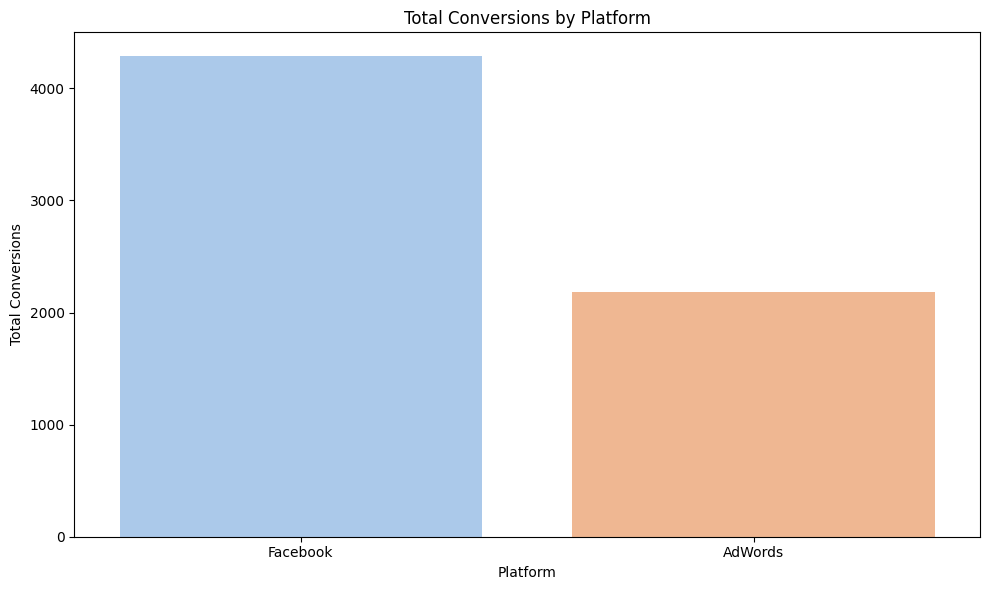 Total Conversions by Platform
Total Conversions
4000
3000
2000
1000
0
Facebook
AdWords
Platform